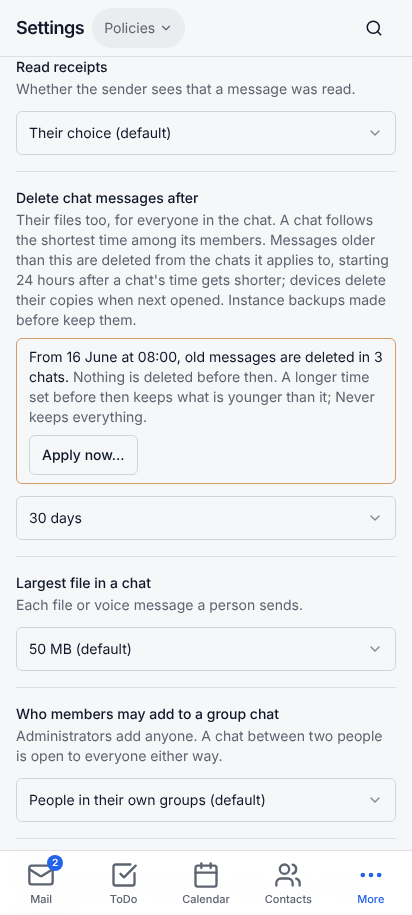 Settings
Policies
Read receipts
Whether the sender sees that a message was read.
Their choice (default)
Delete chat messages after
Their files too, for everyone in the chat. A chat follows
the shortest time among its members. Messages older
than this are deleted from the chats it applies to, starting
24 hours after a chat's time gets shorter; devices delete
their copies when next opened. Instance backups made
before keep them.
From 16 June at 08:00, old messages are deleted in 3
chats. Nothing is deleted before then. A longer time
set before then keeps what is younger than it; Never
keeps everything.
Apply now...
30 days
Largest file in a chat
Each file or voice message a person sends.
50 MB (default)
Who members may add to a group chat
Administrators add anyone. A chat between two people
is open to everyone either way.
People in their own groups (default)
2
Mail
ToDo
Calendar
Contacts
More